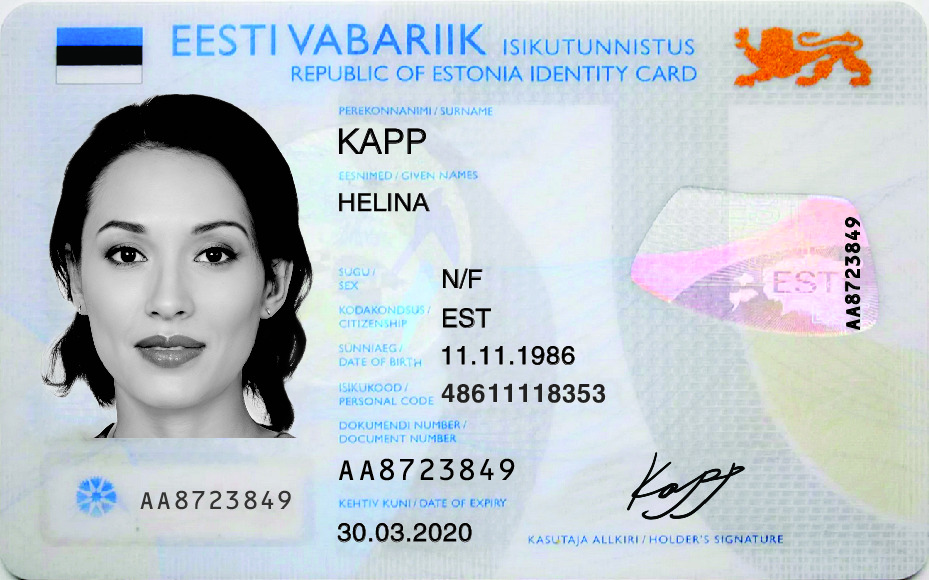 EESTI VABARIIK ISIKUTUNNISTUS
REPUBLIC OF ESTONIA IDENTITY CARD
PEREKONNANIMI / SURNAME
KAPP
EESNIMED / GIVEN NAMES
HELINA
SUGU /
SEX
N/F
KODAKONDSUS /
CITIZENSHIP
EST
SÜNNIAEG /
DATE OF BIRTH
11.11.1986
ISIKUKOOD /
PERSONAL CODE
48611118353
DOKUMENDI NUMBER /
DOCUMENT NUMBER
AA8723849
KEHTIV KUNI / DATE OF EXPIRY
30.03.2020
EST
AA8723849
AA8723849
Kapp
KASUTAJA ALLKIRI / HOLDER'S SIGNATURE